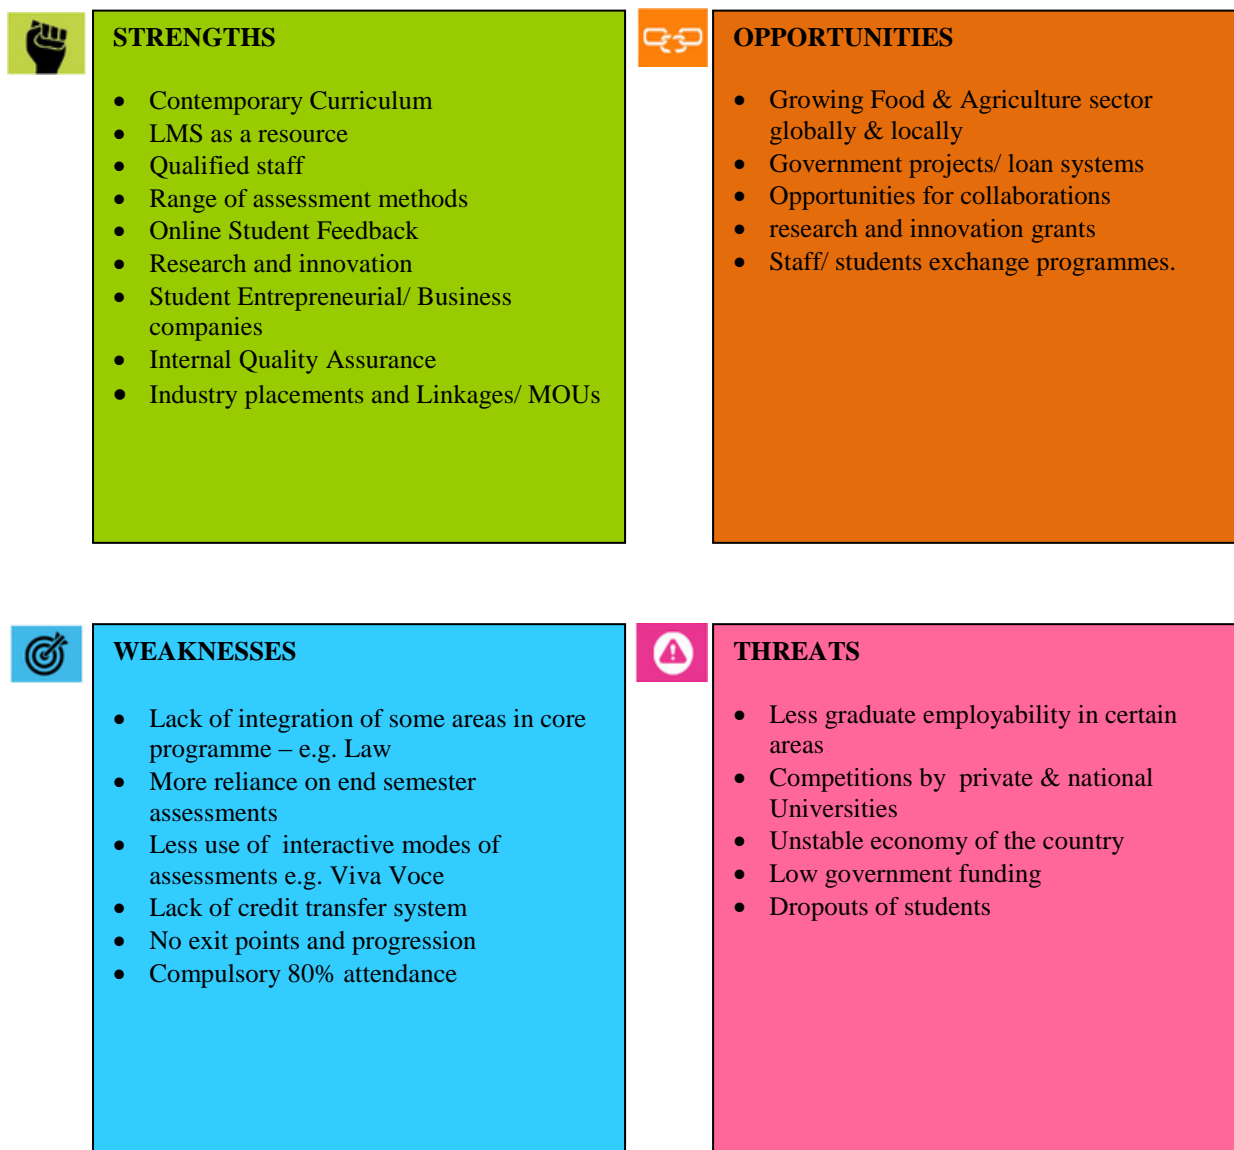 STRENGTHS
• Contemporary Curriculum
• LMS as a resource
• Qualified staff
• Range of assessment methods
• Online Student Feedback
• Research and innovation
• Student Entrepreneurial/ Business
companies
• Internal Quality Assurance
• Industry placements and Linkages/ MOUs
OPPORTUNITIES
• Growing Food & Agriculture sector
globally & locally
• Government projects/ loan systems
• Opportunities for collaborations
• research and innovation grants
• Staff/ students exchange programmes.
WEAKNESSES
• Lack of integration of some areas in core
programme – e.g. Law
• More reliance on end semester
assessments
• Less use of  interactive modes of
assessments e.g. Viva Voce
• Lack of credit transfer system
• No exit points and progression
• Compulsory 80% attendance
THREATS
• Less graduate employability in certain
areas
• Competitions by  private & national
Universities
• Unstable economy of the country
• Low government funding
• Dropouts of students